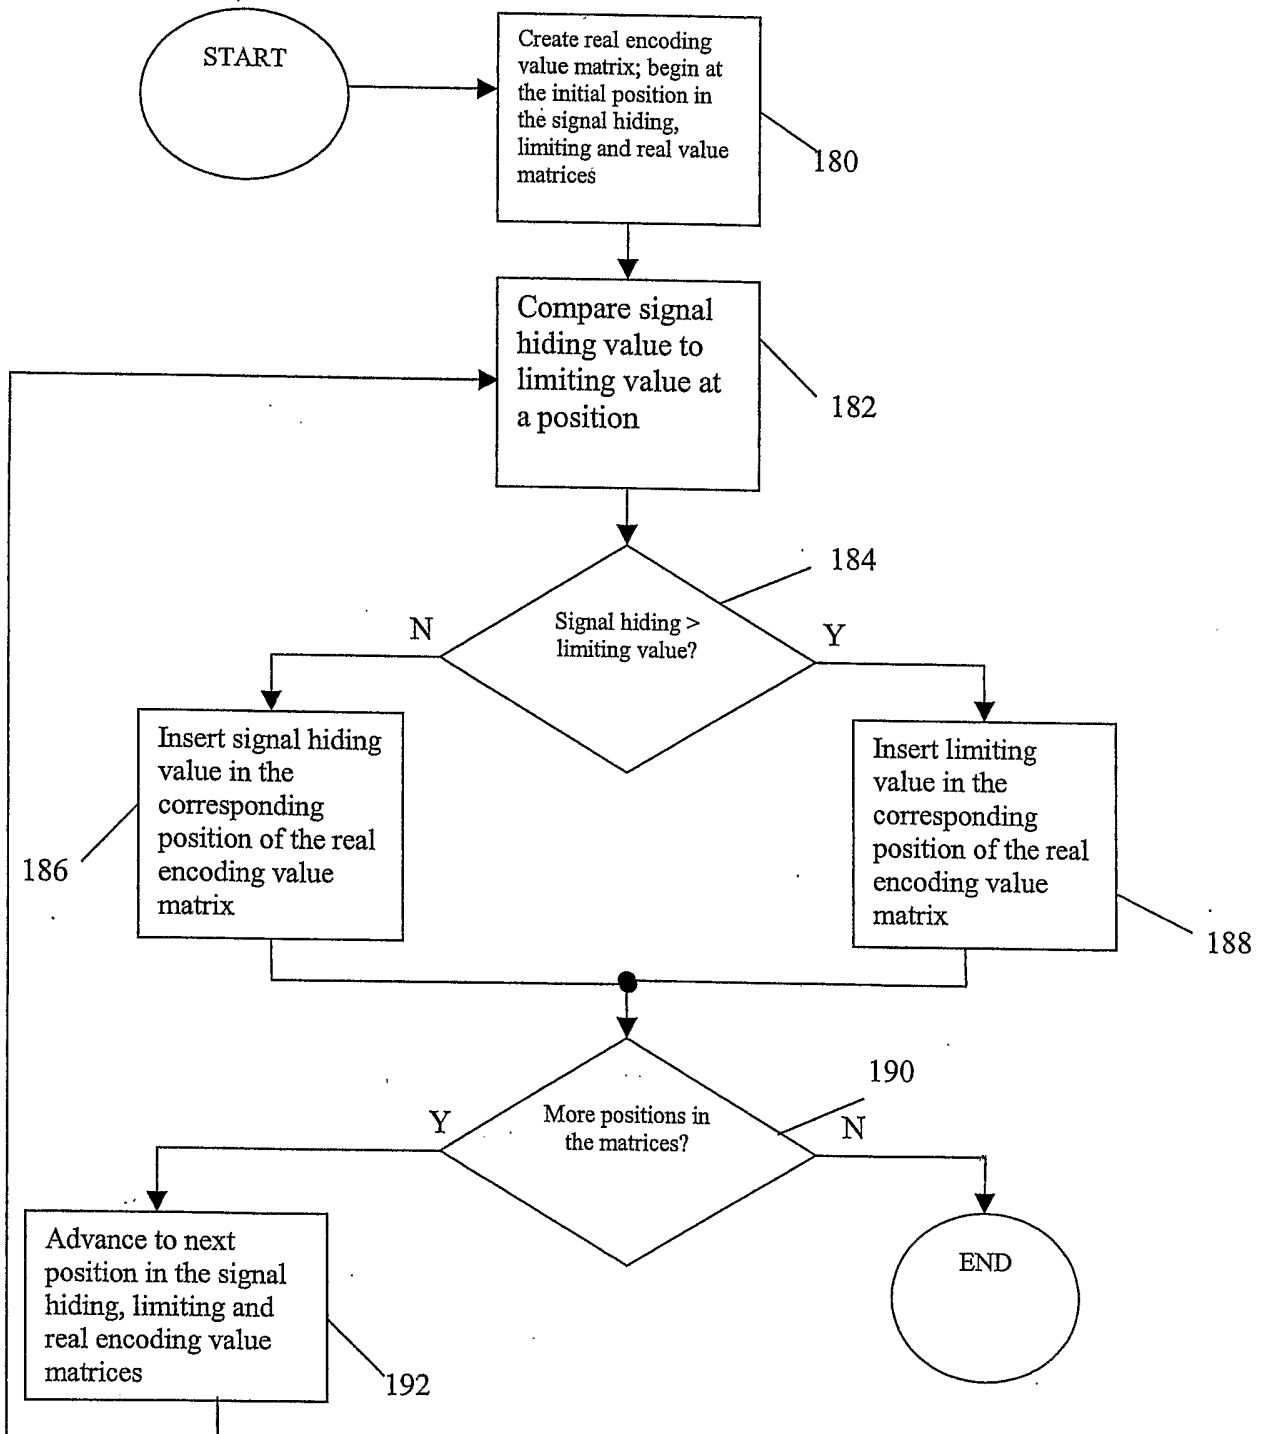 START
Create real encoding
value matrix; begin at
the initial position in
the signal hiding,
limiting and real value
matrices
180
Compare signal
hiding value to
limiting value at
a position
182
184
Signal hiding >
limiting value?
N
Y
Insert signal hiding
value in the
corresponding
position of the real
encoding value
matrix
186
Insert limiting
value in the
corresponding
position of the real
encoding value
matrix
188
190
More positions in
the matrices?
Y
N
Advance to next
position in the signal
hiding, limiting and
real encoding value
matrices
192
END